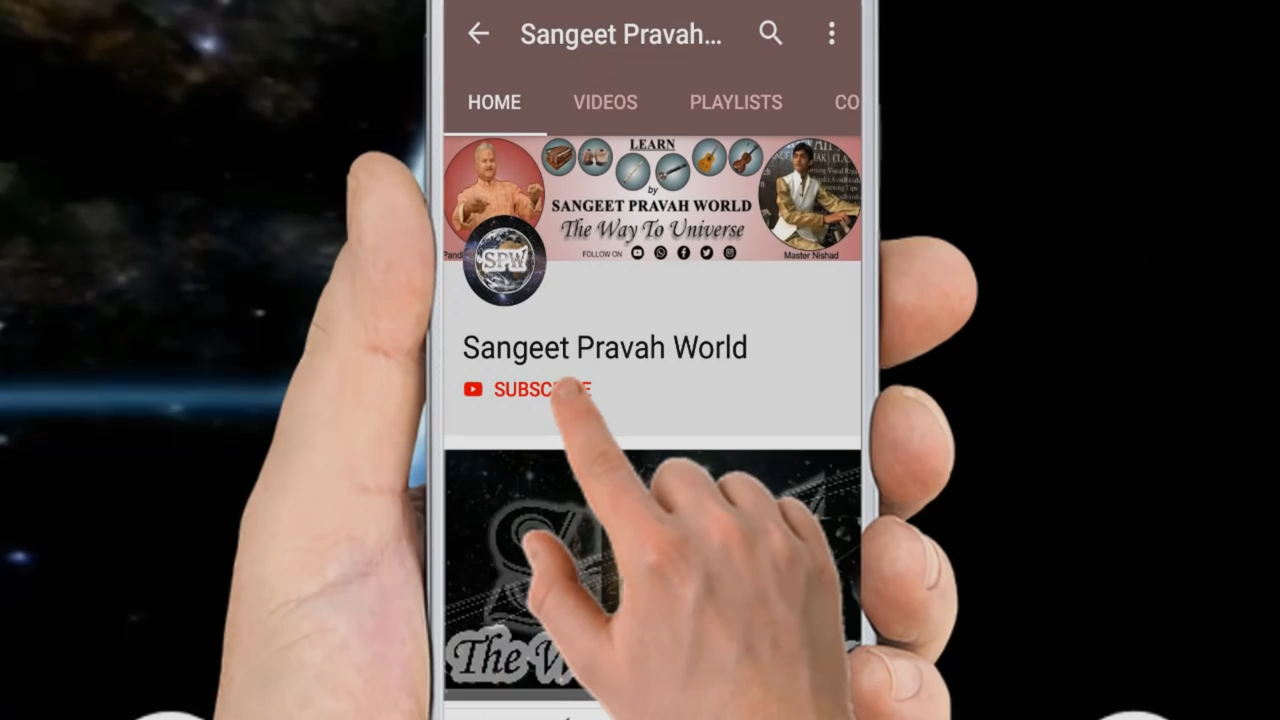 Sangeet Pravah...
HOME VIDEOS PLAYLISTS CO
LEARN
by
SANGEET PRAVAH WORLD
The Way To Universe
FOLLOW ON
Pand
Master Nishad
SPW
Sangeet Pravah World
SUBSC E
The W